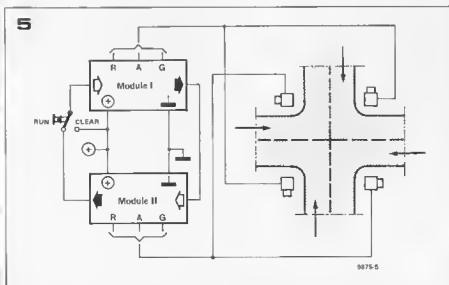 5
R A G
Module I
+
RUN
CLEAR
+
+
Module II
R A G
9875-5